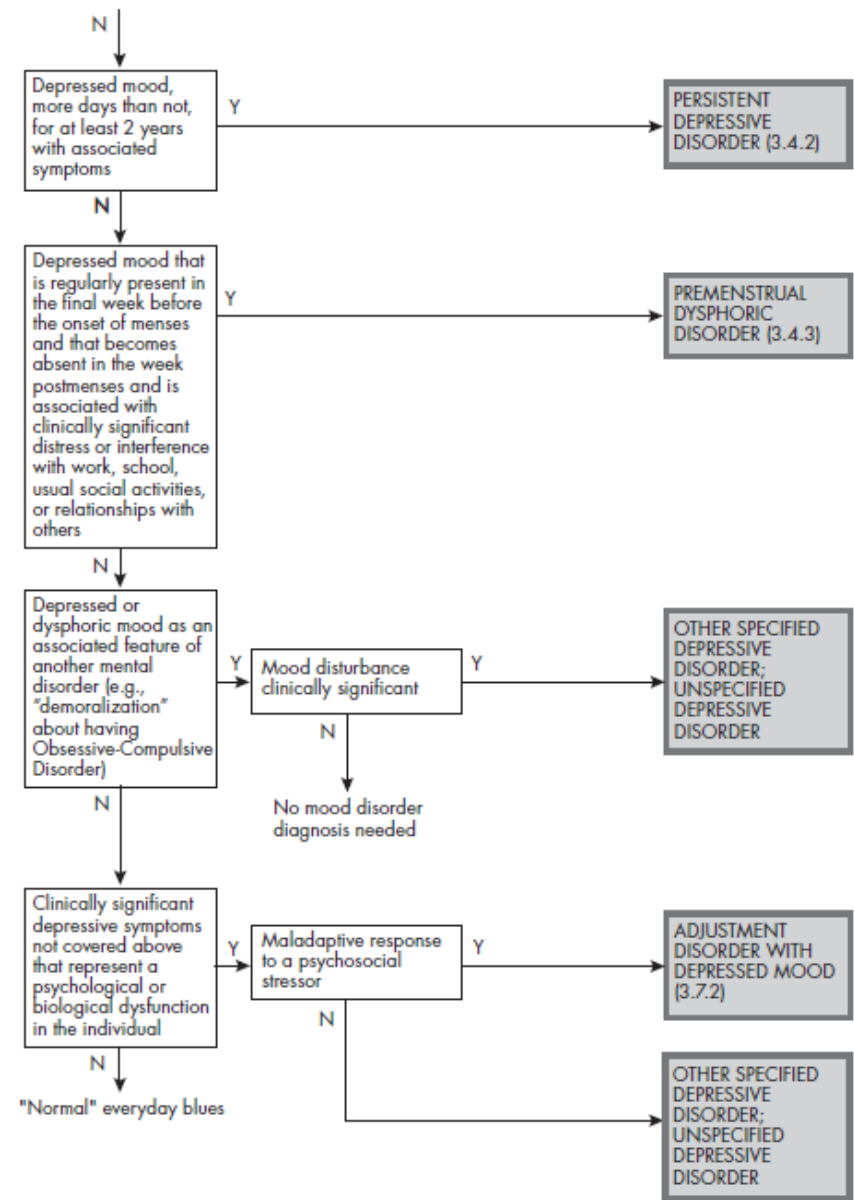 N
Depressed mood,
more days than not,
for at least 2 years
with associated
symptoms
Y
PERSISTENT
DEPRESSIVE
DISORDER (3.4.2)
N
Depressed mood that
is regularly present in
the final week before
the onset of menses
and that becomes
absent in the week
postmenses and is
associated with
clinically significant
distress or interference
with work, school,
usual social activities,
or relationships with
others
Y
PREMENSTRUAL
DYSPHORIC
DISORDER (3.4.3)
N
Depressed or
dysphoric mood as an
associated feature of
another mental
disorder (e.g.,
"demoralization"
about having
Obsessive-Compulsive
Disorder)
Y
Mood disturbance
clinically significant
Y
OTHER SPECIFIED
DEPRESSIVE
DISORDER;
UNSPECIFIED
DEPRESSIVE
DISORDER
N
No mood disorder
diagnosis needed
N
Clinically significant
depressive symptoms
not covered above
that represent a
psychological or
biological dysfunction
in the individual
Y
Maladaptive response
to a psychosocial
stressor
Y
ADJUSTMENT
DISORDER WITH
DEPRESSED MOOD
(3.7.2)
N
OTHER SPECIFIED
DEPRESSIVE
DISORDER;
UNSPECIFIED
DEPRESSIVE
DISORDER
N
"Normal" everyday blues